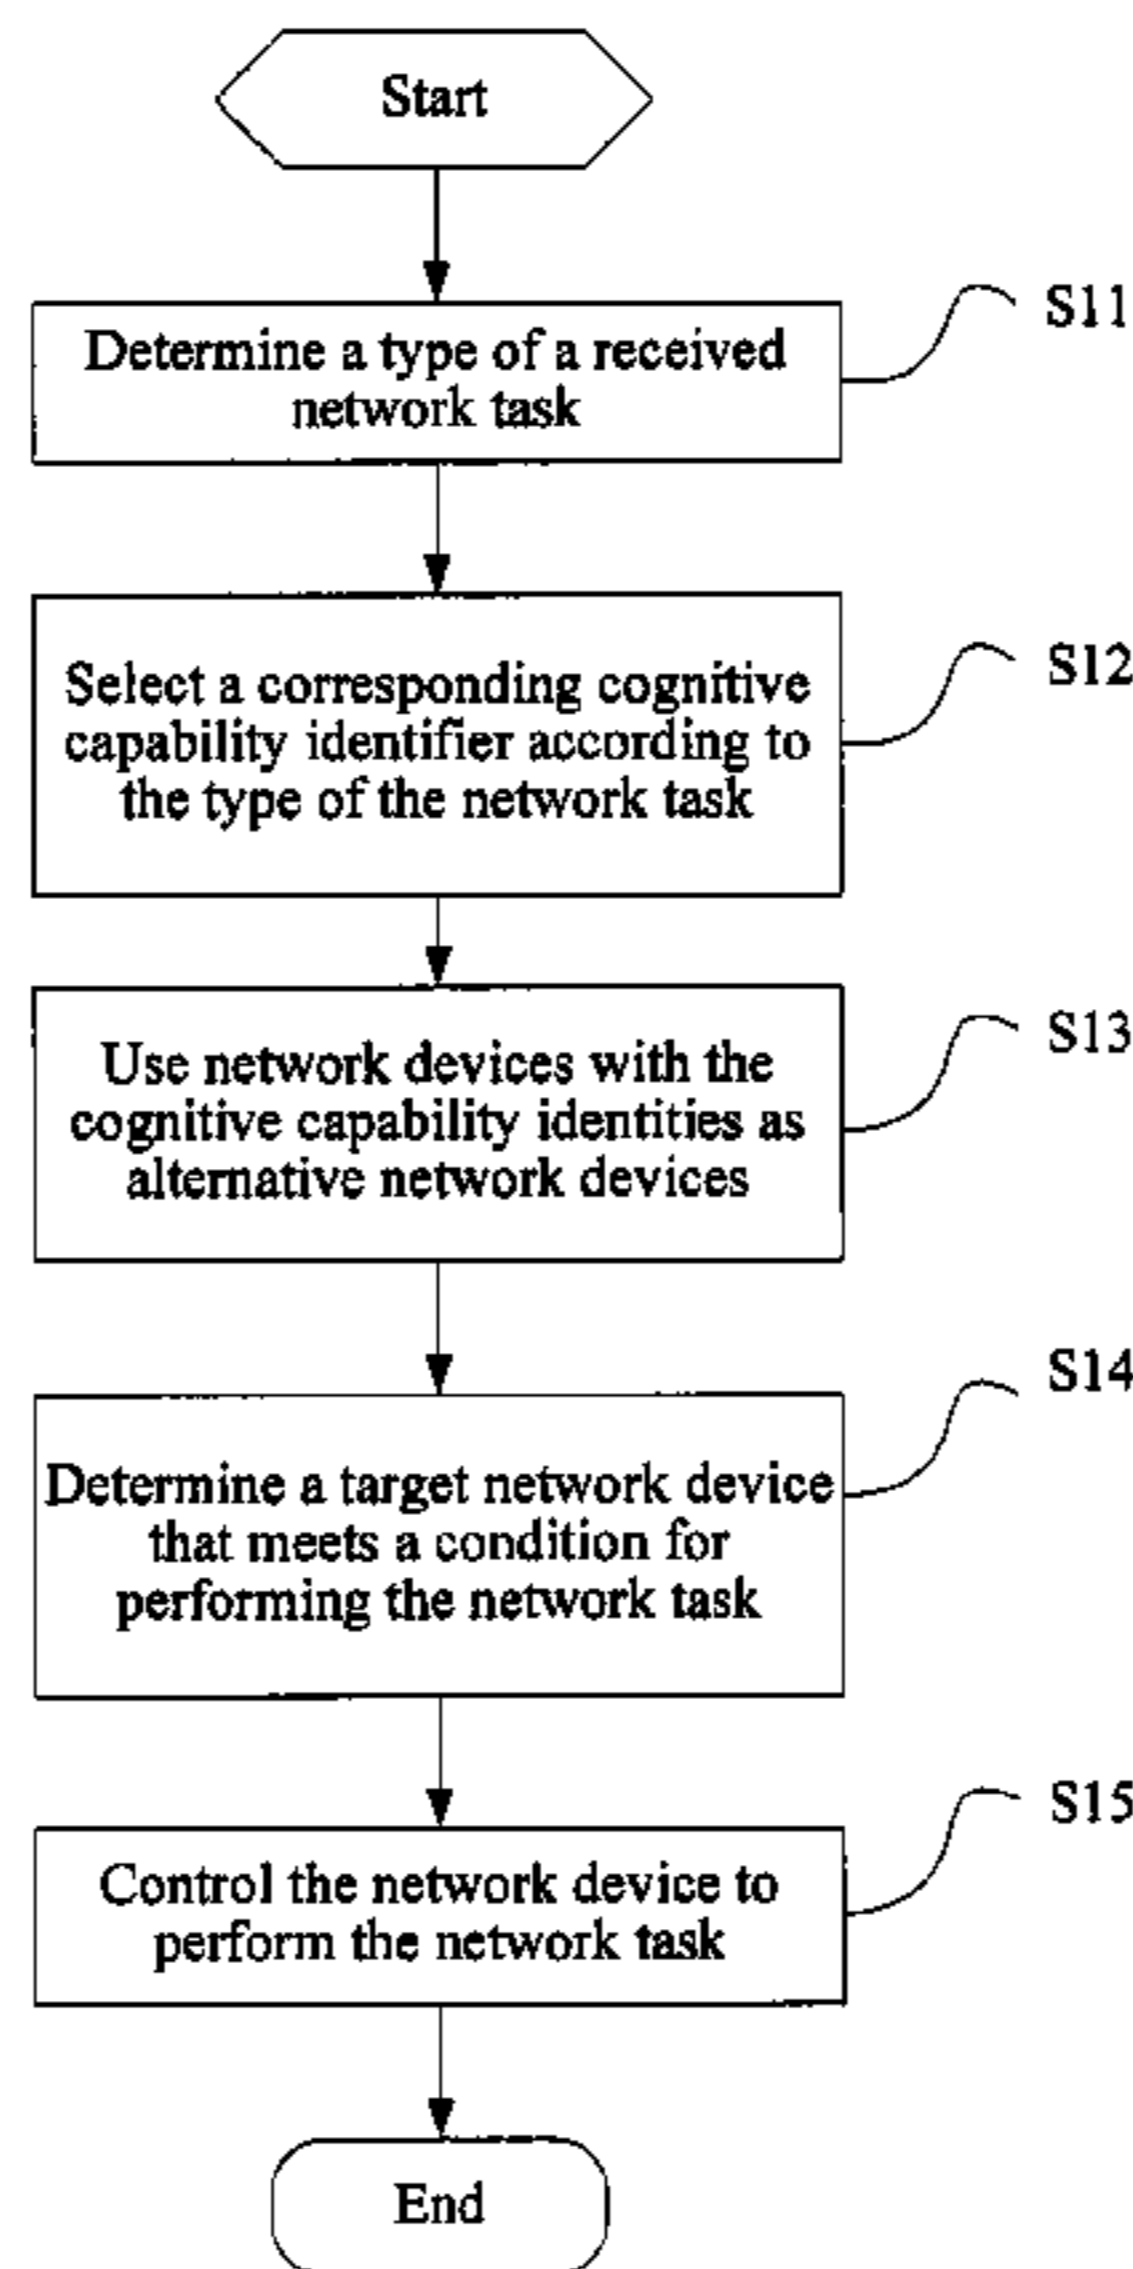 Start
S11
Determine a type of a received
network task
S12
Select a corresponding cognitive
capability identifier according to
the type of the network task
S13
Use network devices with the
cognitive capability identities as
alternative network devices
S14
Determine a target network device
that meets a condition for
performing the network task
S15
Control the network device to
perform the network task
End